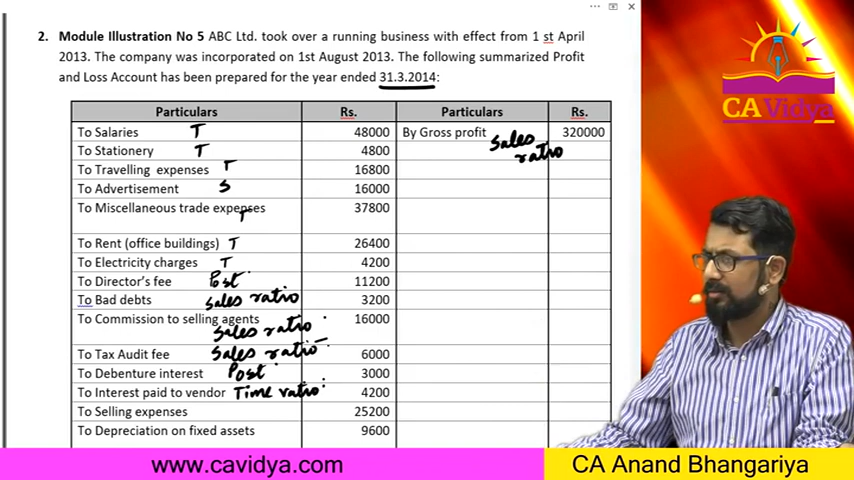 2. Module Illustration No 5 ABC Ltd. took over a running business with effect from 1 st April
2013. The company was incorporated on 1st August 2013. The following summarized Profit
and Loss Account has been prepared for the year ended 31.3.2014:
Particulars Rs. Particulars Rs.
To Salaries T 48000 By Gross profit Sales ratio 320000
To Stationery T 4800
To Travelling expenses T 16800
To Advertisement S 16000
To Miscellaneous trade expenses T 37800
To Rent (office buildings) T 26400
To Electricity charges T 4200
To Director's fee Post 11200
To Bad debts Sales ratio 3200
To Commission to selling agents Sales ratio 16000
To Tax Audit fee Sales ratio 6000
To Debenture interest Post 3000
To Interest paid to vendor Time ratio 4200
To Selling expenses 25200
To Depreciation on fixed assets 9600
CA Vidya
www.cavidya.com CA Anand Bhangariya